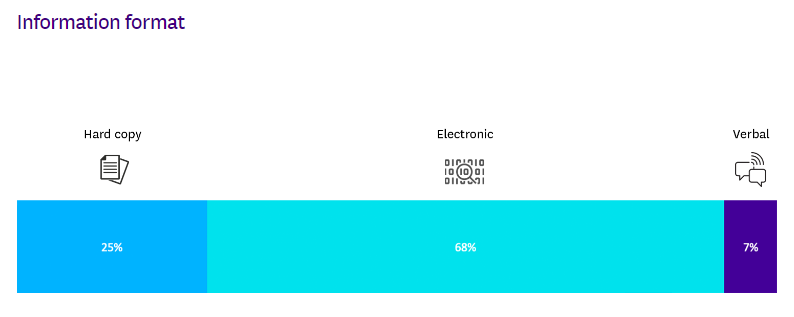 Information format
Hard copy
Electronic
Verbal
25%
68%
7%